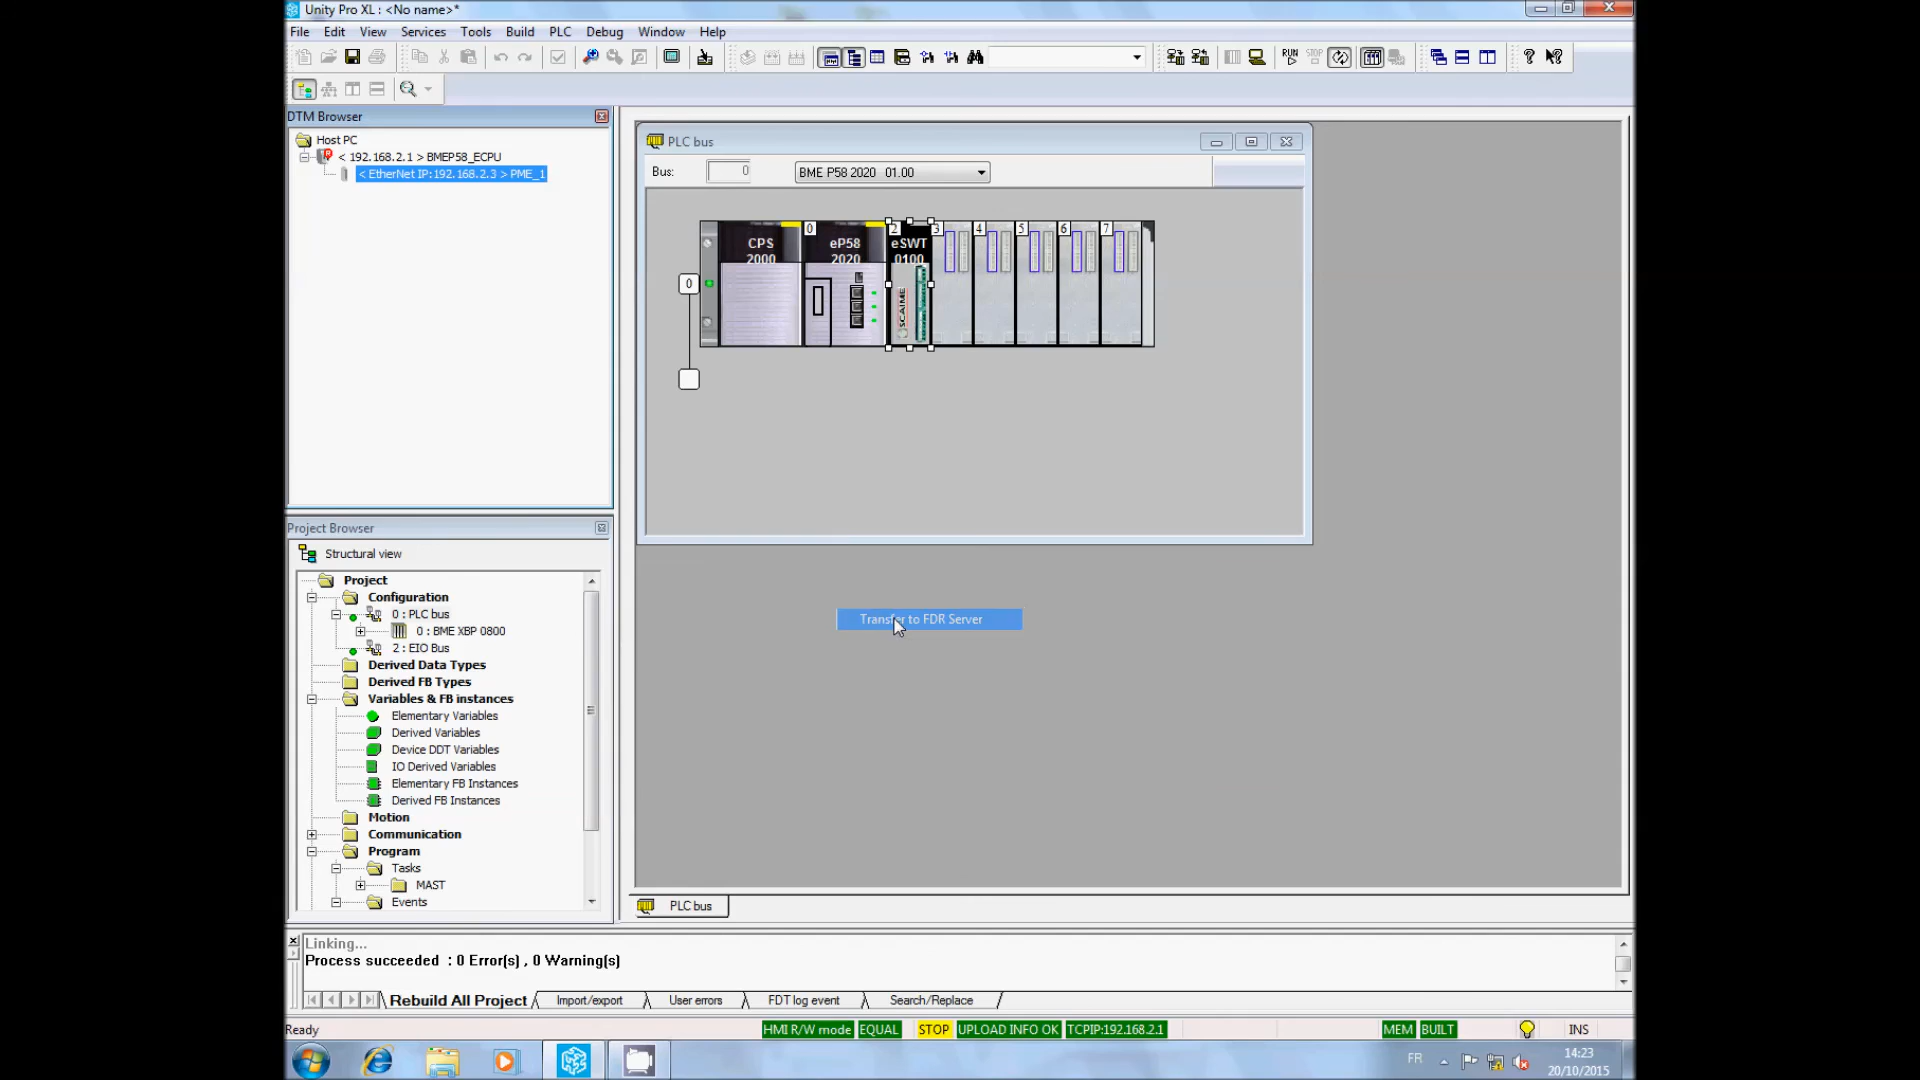 Unity Pro XL : <No name>*
File Edit View Services Tools Build PLC Debug Window Help
RUN STOP
DTM Browser
Host PC
< 192.168.2.1 > BMEP58_ECPU
< EtherNet IP:192.168.2.3 > PME_1
PLC bus
Bus: 0 BME P58 2020 01.00
0 2 3 4 5 6 7
CPS 2000
eP58 2020
eSWT 0100
SCAIME
0
Project Browser
Structural view
Project
Configuration
0 : PLC bus
0 : BME XBP 0800
2 : EIO Bus
Derived Data Types
Derived FB Types
Variables & FB instances
Elementary Variables
Derived Variables
Device DDT Variables
IO Derived Variables
Elementary FB Instances
Derived FB Instances
Motion
Communication
Program
Tasks
MAST
Events
Transfer to FDR Server
PLC bus
Linking...
Process succeeded : 0 Error(s) , 0 Warning(s)
Rebuild All Project Import/export User errors FDT log event Search/Replace
Ready HMI R/W mode EQUAL STOP UPLOAD INFO OK TCPIP:192.168.2.1 MEM BUILT INS
FR 14:23
20/10/2015